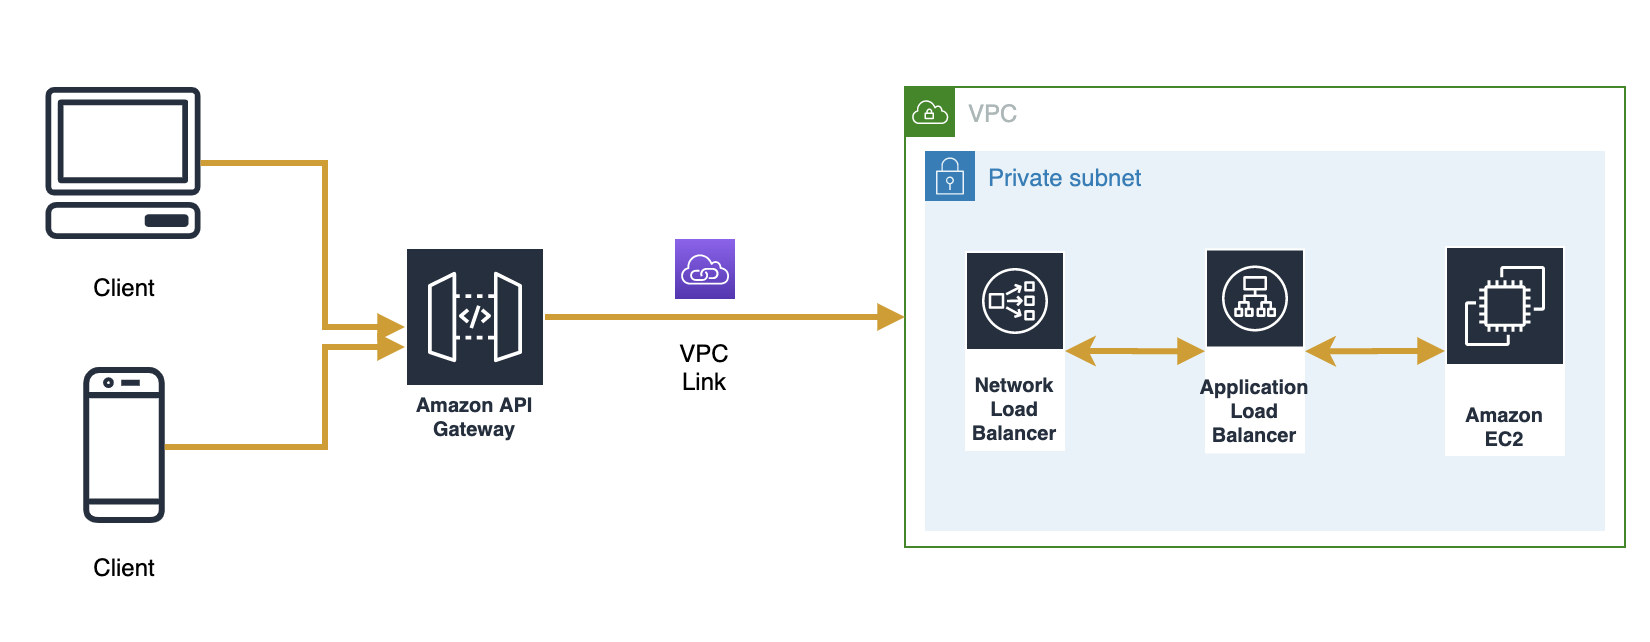 Client
Client
</>
Amazon API
Gateway
VPC
Link
VPC
Private subnet
Network
Load
Balancer
Application
Load
Balancer
Amazon
EC2